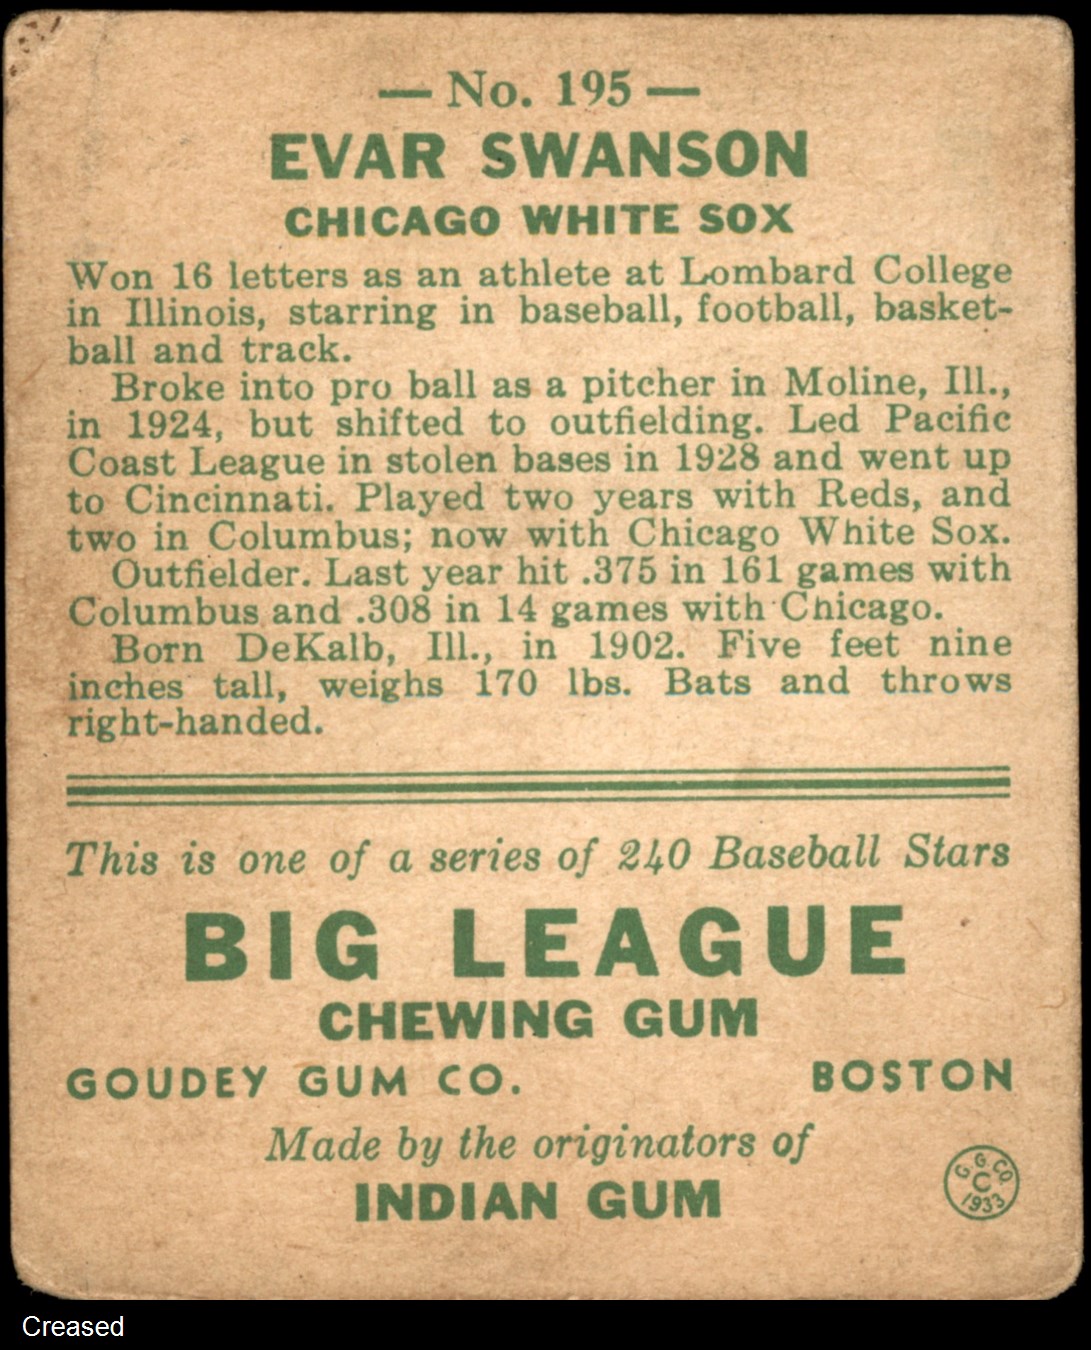 — No. 195 —
EVAR SWANSON
CHICAGO WHITE SOX
Won 16 letters as an athlete at Lombard College
in Illinois, starring in baseball, football, basket-
ball and track.
Broke into pro ball as a pitcher in Moline, Ill.,
in 1924, but shifted to outfielding. Led Pacific
Coast League in stolen bases in 1928 and went up
to Cincinnati. Played two years with Reds, and
two in Columbus; now with Chicago White Sox.
Outfielder. Last year hit .375 in 161 games with
Columbus and .308 in 14 games with Chicago.
Born DeKalb, Ill., in 1902. Five feet nine
inches tall, weighs 170 lbs. Bats and throws
right-handed.
This is one of a series of 240 Baseball Stars
BIG LEAGUE
CHEWING GUM
GOUDEY GUM CO. BOSTON
Made by the originators of
INDIAN GUM
G. G. CO.
C
1933
Creased